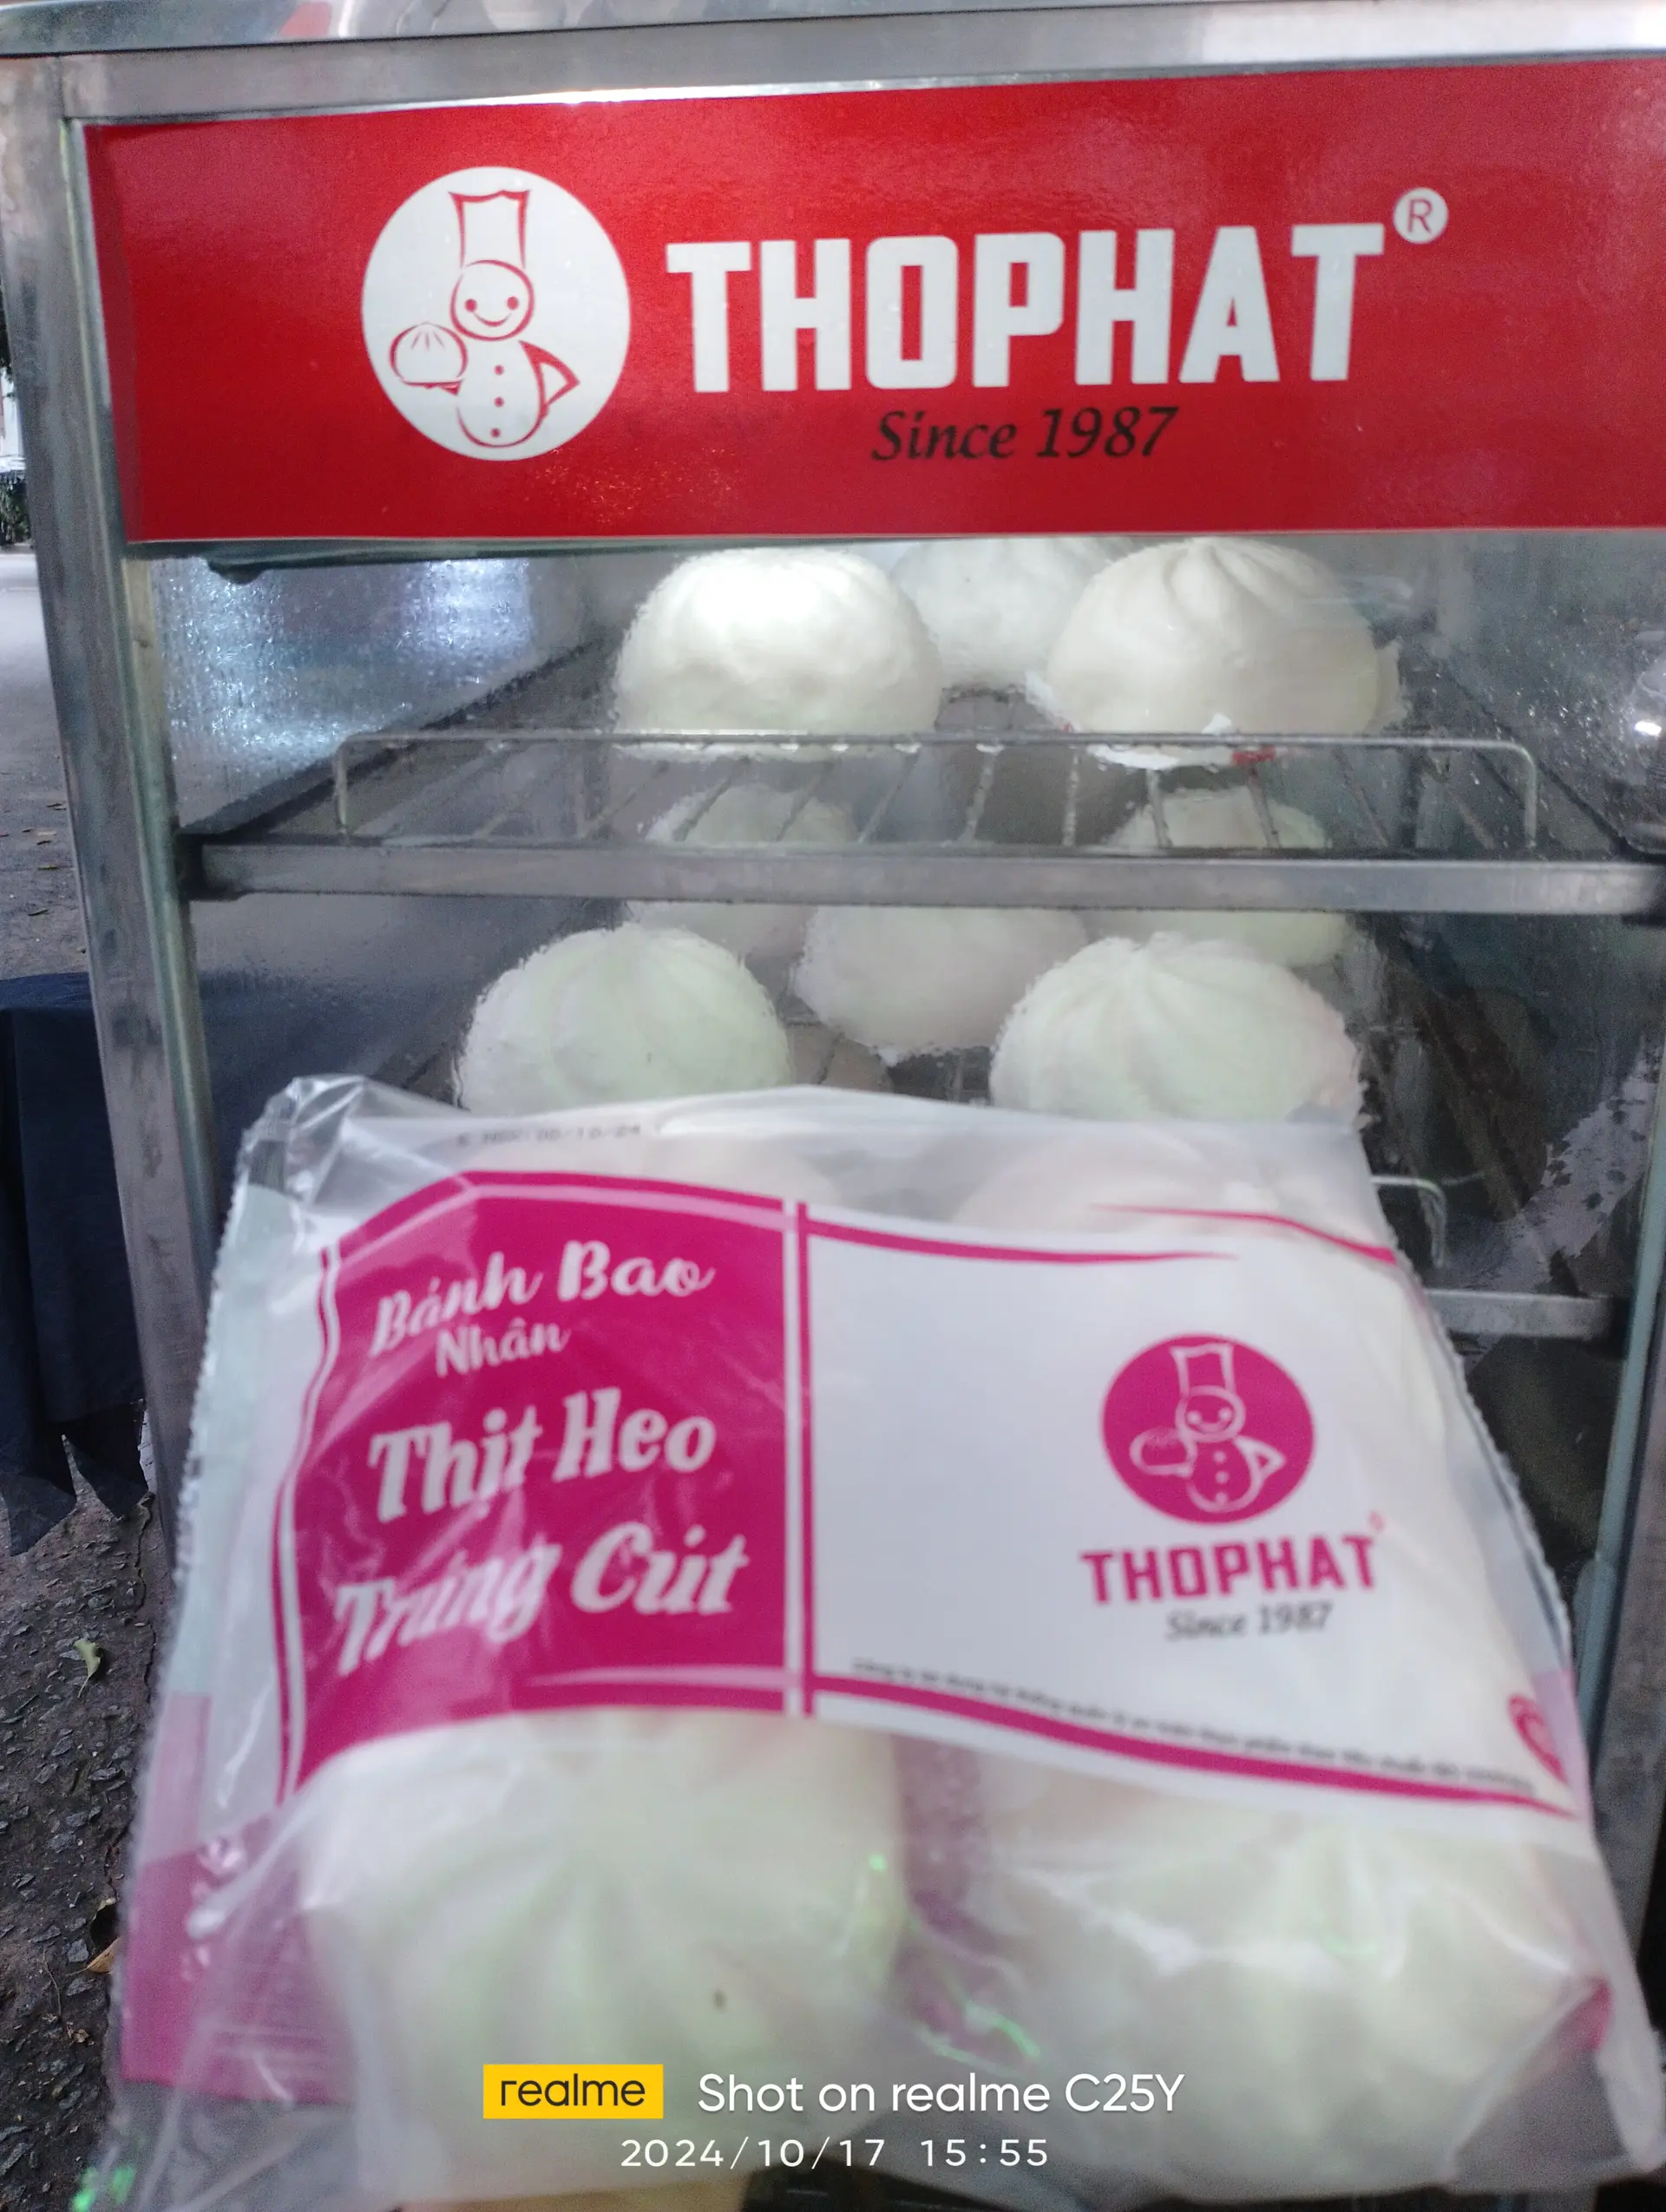 THOPHAT®
Since 1987
Bánh Bao
Nhân
Thịt Heo
Trứng Cút
THOPHAT®
Since 1987
realme Shot on realme C25Y
2024/10/17 15:55